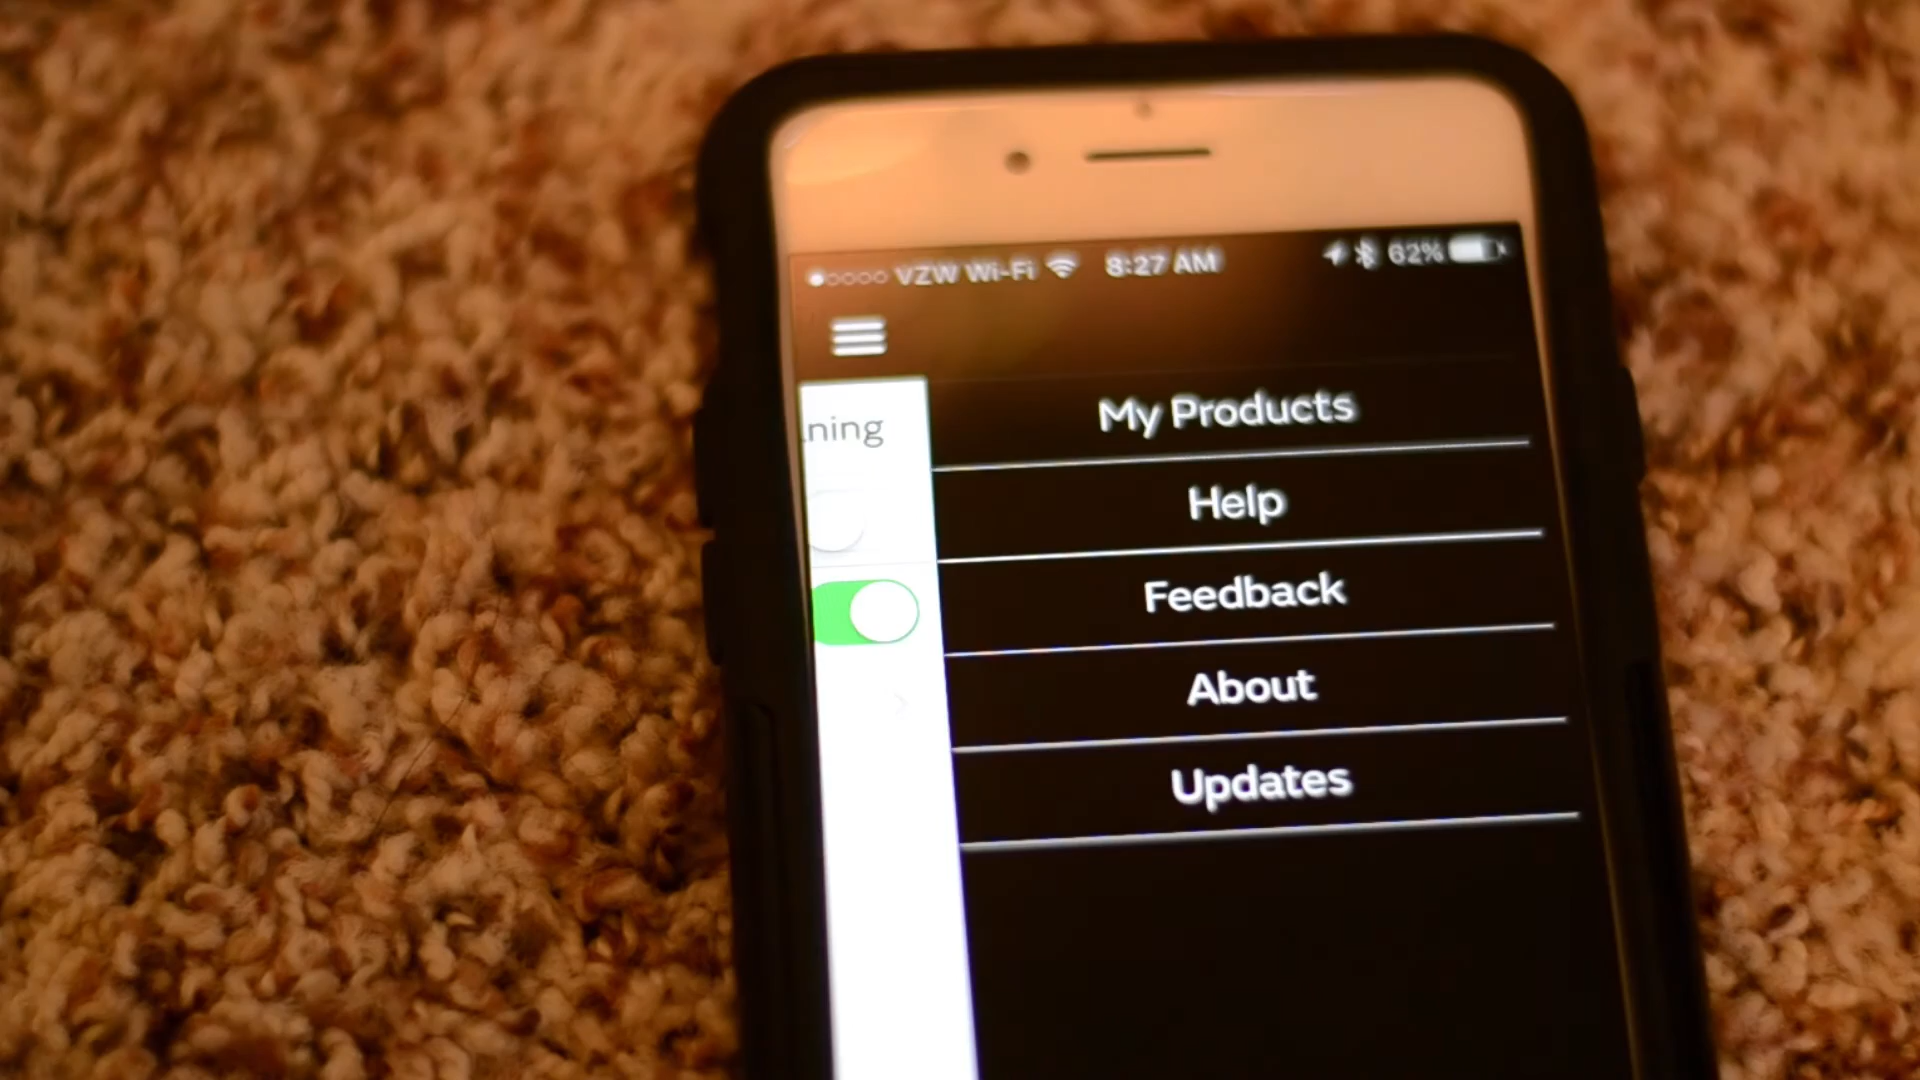 VZW Wi-Fi 8:27 AM 62%
ning
My Products
Help
Feedback
About
Updates